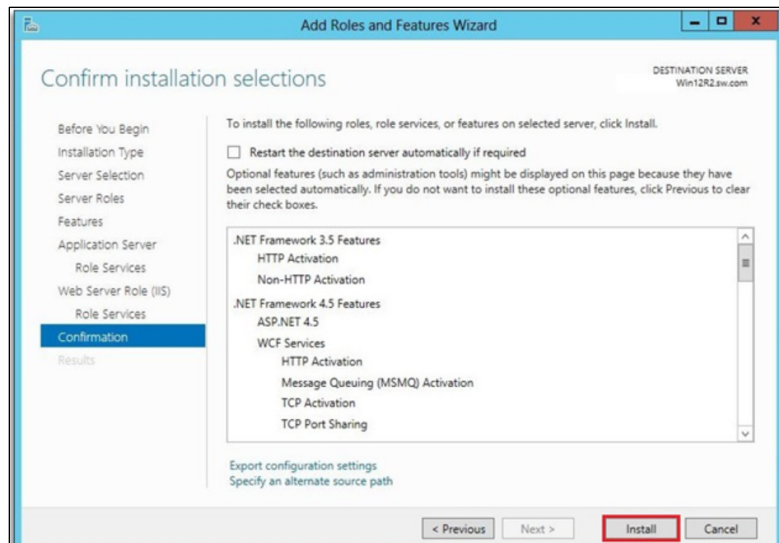 Add Roles and Features Wizard
Confirm installation selections
DESTINATION SERVER
Win12R2.sw.com
Before You Begin
Installation Type
Server Selection
Server Roles
Features
Application Server
Role Services
Web Server Role (IIS)
Role Services
Confirmation
Results
To install the following roles, role services, or features on selected server, click Install.
Restart the destination server automatically if required
Optional features (such as administration tools) might be displayed on this page because they have
been selected automatically. If you do not want to install these optional features, click Previous to clear
their check boxes.
.NET Framework 3.5 Features
HTTP Activation
Non-HTTP Activation
.NET Framework 4.5 Features
ASP.NET 4.5
WCF Services
HTTP Activation
Message Queuing (MSMQ) Activation
TCP Activation
TCP Port Sharing
Export configuration settings
Specify an alternate source path
< Previous
Next >
Install
Cancel